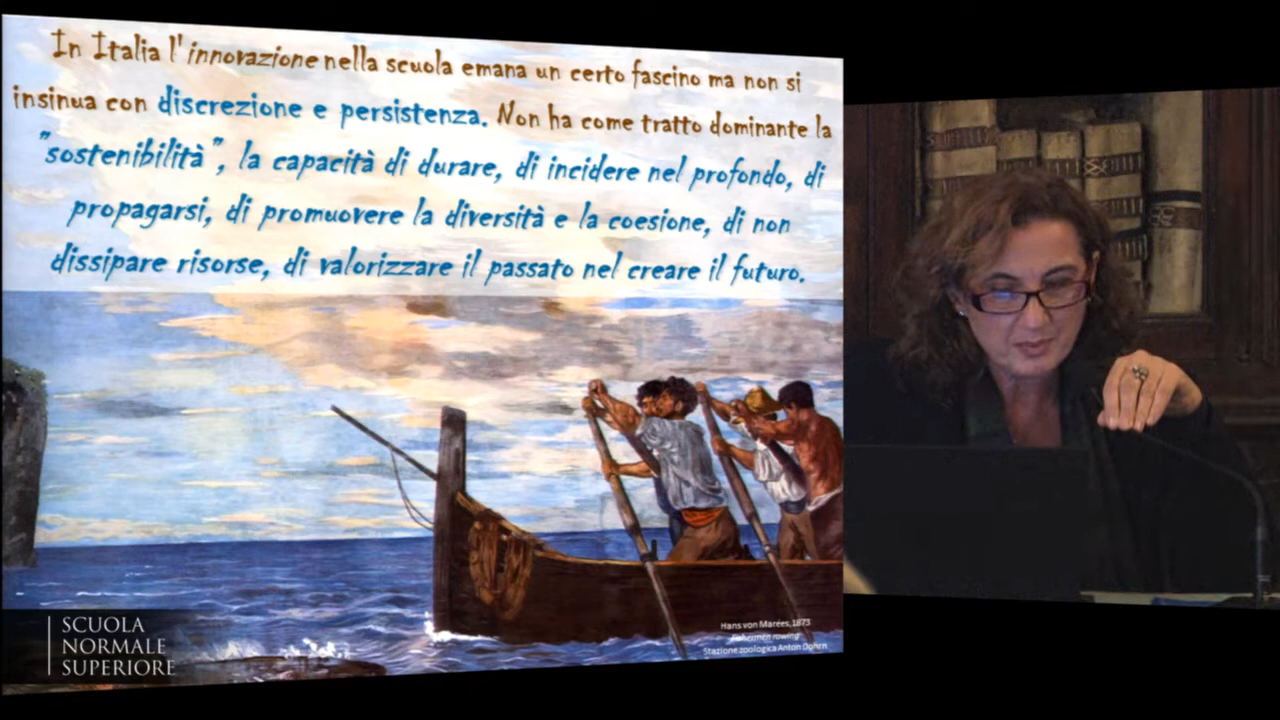 In Italia l'innovazione nella scuola emana un certo fascino ma non si
insinua con discrezione e persistenza. Non ha come tratto dominante la
"sostenibilità", la capacità di durare, di incidere nel profondo, di
propagarsi, di promuovere la diversità e la coesione, di non
dissipare risorse, di valorizzare il passato nel creare il futuro.
Hans von Marées, 1873
Fishermen rowing
Stazione zoologica Anton Dohrn
SCUOLA
NORMALE
SUPERIORE